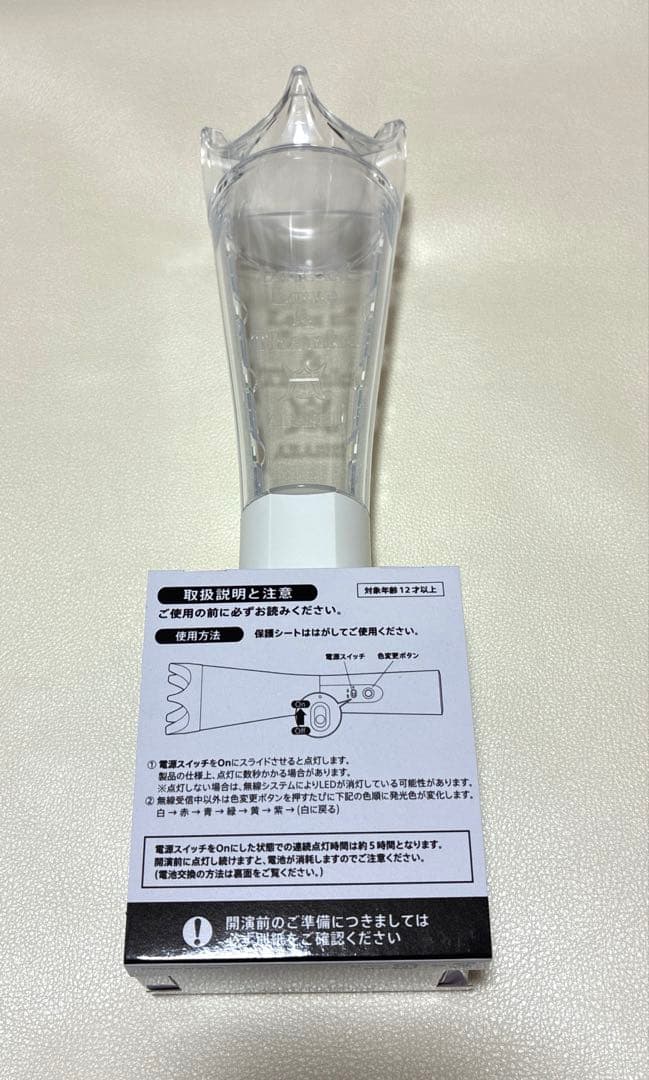 取扱説明と注意
対象年齢12才以上
ご使用の前に必ずお読みください。
使用方法
保護シートははがしてご使用ください。
電源スイッチ 色変更ボタン
On
Off
① 電源スイッチをOnにスライドさせると点灯します。
製品の仕様上、点灯に数秒かかる場合があります。
※点灯しない場合は、無線システムによりLEDが消灯している可能性があります。
② 無線受信中以外は色変更ボタンを押すたびに下記の色順に発光色が変化します。
白→赤→青→緑→黄→紫→(白に戻る)
電源スイッチをOnにした状態での連続点灯時間は約5時間となります。
開演前に点灯し続けますと、電池が消耗しますのでご注意ください。
(電池交換の方法は裏面をご覧ください。)
開演前のご準備につきましては
必ず別紙をご確認ください